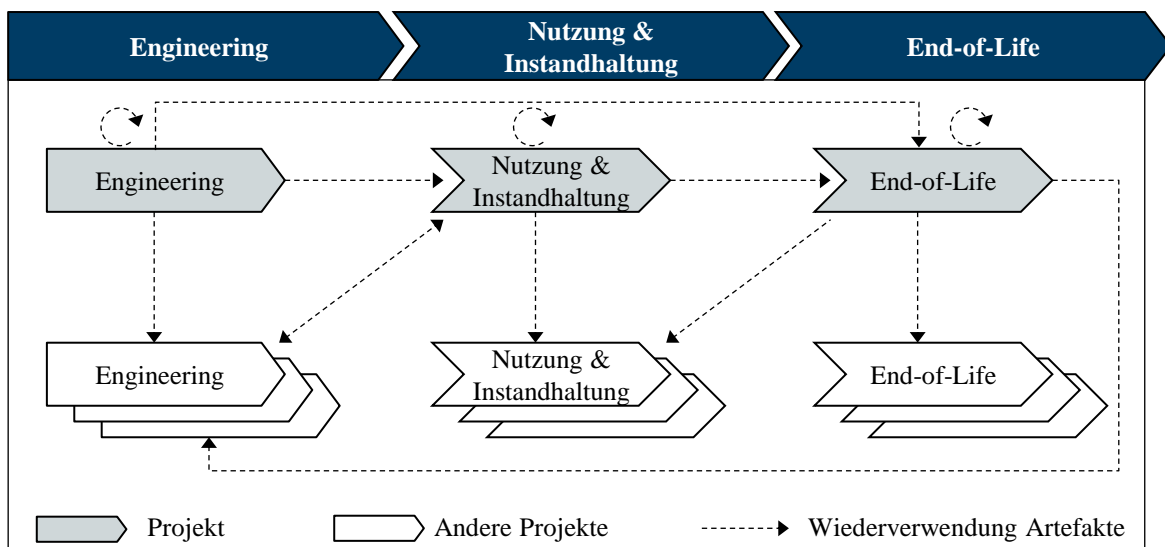 Engineering
Nutzung &
Instandhaltung
End-of-Life
Engineering
Nutzung &
Instandhaltung
End-of-Life
Engineering
Nutzung &
Instandhaltung
End-of-Life
Projekt
Andere Projekte
Wiederverwendung Artefakte